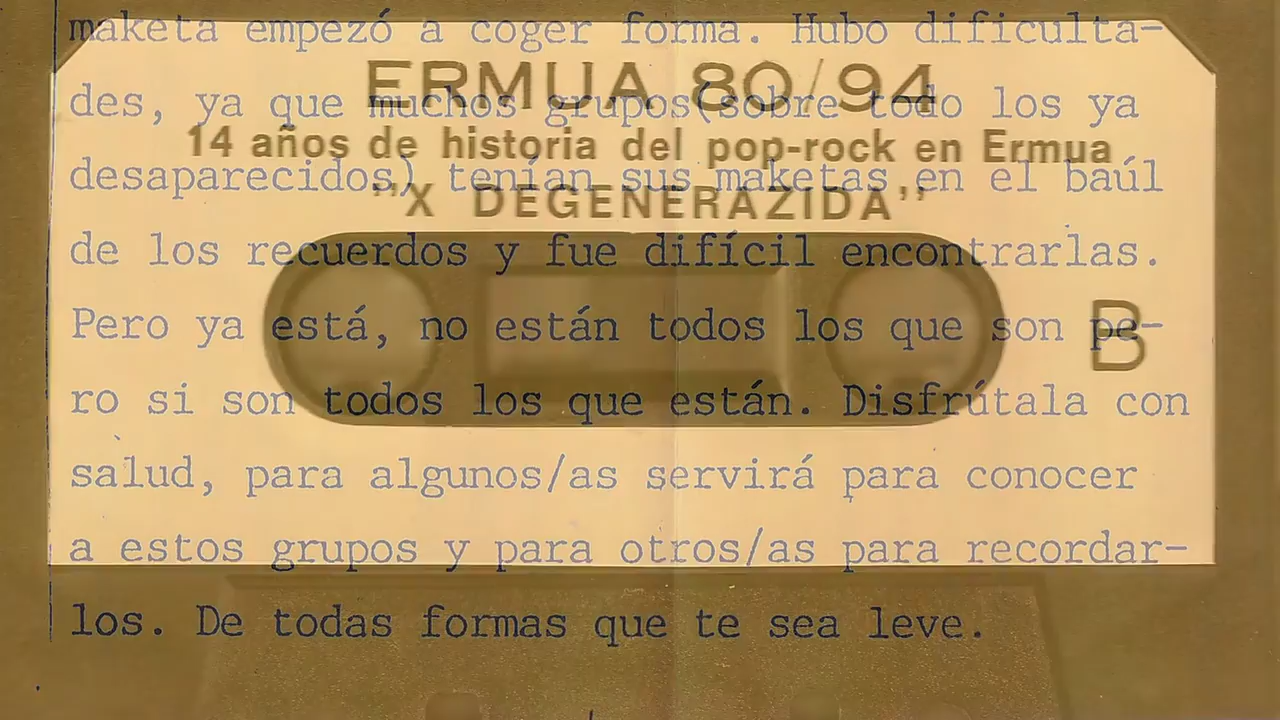 maketa empezó a coger forma. Hubo dificulta-
ERMUA 80/94
des, ya que muchos grupos(sobre todo los ya
14 años de historia del pop-rock en Ermua
desaparecidos) tenían sus maketas en el baúl
"X DEGENERAZIDA"
de los recuerdos y fue difícil encontrarlas.
Pero ya está, no están todos los que son pe-
B
ro si son todos los que están. Disfrútala con
salud, para algunos/as servirá para conocer
a estos grupos y para otros/as para recordar-
los. De todas formas que te sea leve.